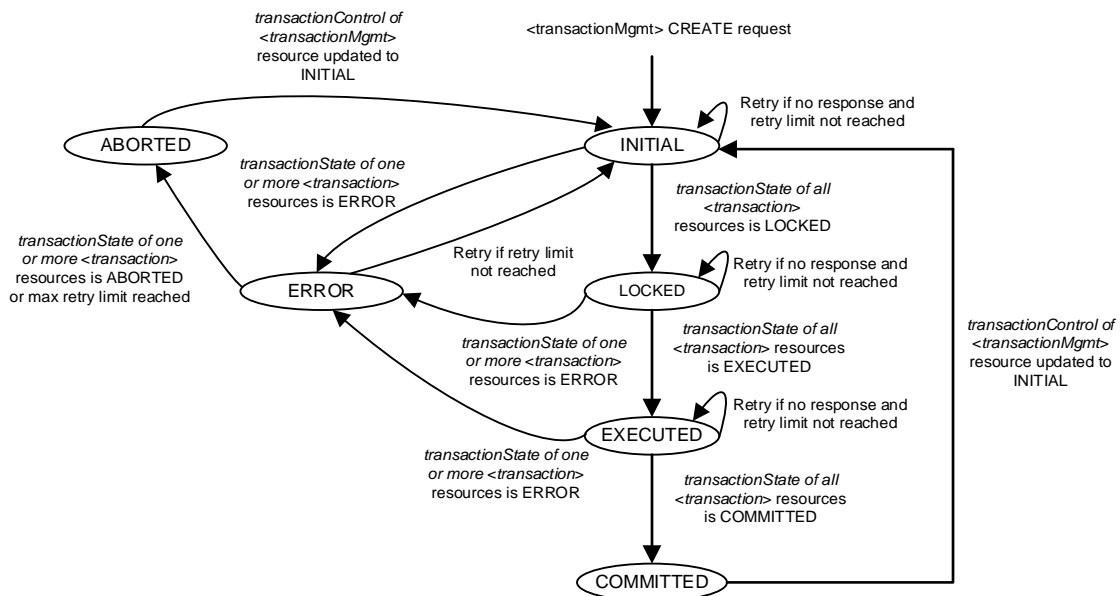 transactionControl of
<transactionMgmt>
resource updated to
INITIAL
<transactionMgmt> CREATE request
Retry if no response and
retry limit not reached
ABORTED
INITIAL
transactionState of one
or more <transaction>
resources is ERROR
transactionState of all
<transaction>
resources is LOCKED
transactionState of one
or more <transaction>
resources is ABORTED
or max retry limit reached
Retry if retry limit
not reached
Retry if no response and
retry limit not reached
ERROR
LOCKED
transactionState of one
or more <transaction>
resources is ERROR
transactionState of all
<transaction> resources
is EXECUTED
transactionControl of
<transactionMgmt>
resource updated to
INITIAL
Retry if no response and
retry limit not reached
EXECUTED
transactionState of one
or more <transaction>
resources is ERROR
transactionState of all
<transaction> resources
is COMMITTED
COMMITTED